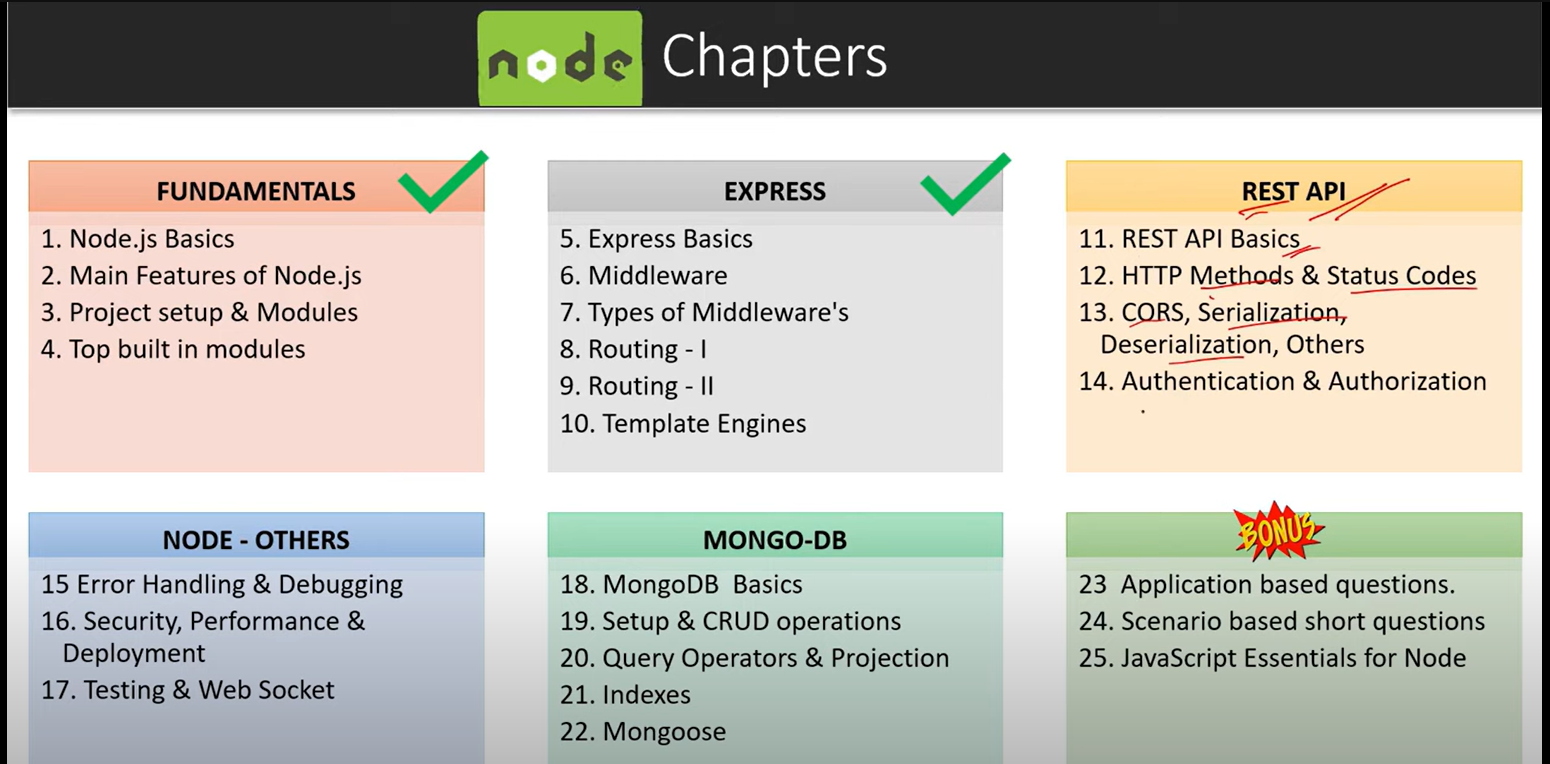 node Chapters
FUNDAMENTALS
1. Node.js Basics
2. Main Features of Node.js
3. Project setup & Modules
4. Top built in modules
EXPRESS
5. Express Basics
6. Middleware
7. Types of Middleware's
8. Routing - I
9. Routing - II
10. Template Engines
REST API
11. REST API Basics
12. HTTP Methods & Status Codes
13. CORS, Serialization,
Deserialization, Others
14. Authentication & Authorization
NODE - OTHERS
15 Error Handling & Debugging
16. Security, Performance &
Deployment
17. Testing & Web Socket
MONGO-DB
18. MongoDB  Basics
19. Setup & CRUD operations
20. Query Operators & Projection
21. Indexes
22. Mongoose
BONUS
23  Application based questions.
24. Scenario based short questions
25. JavaScript Essentials for Node